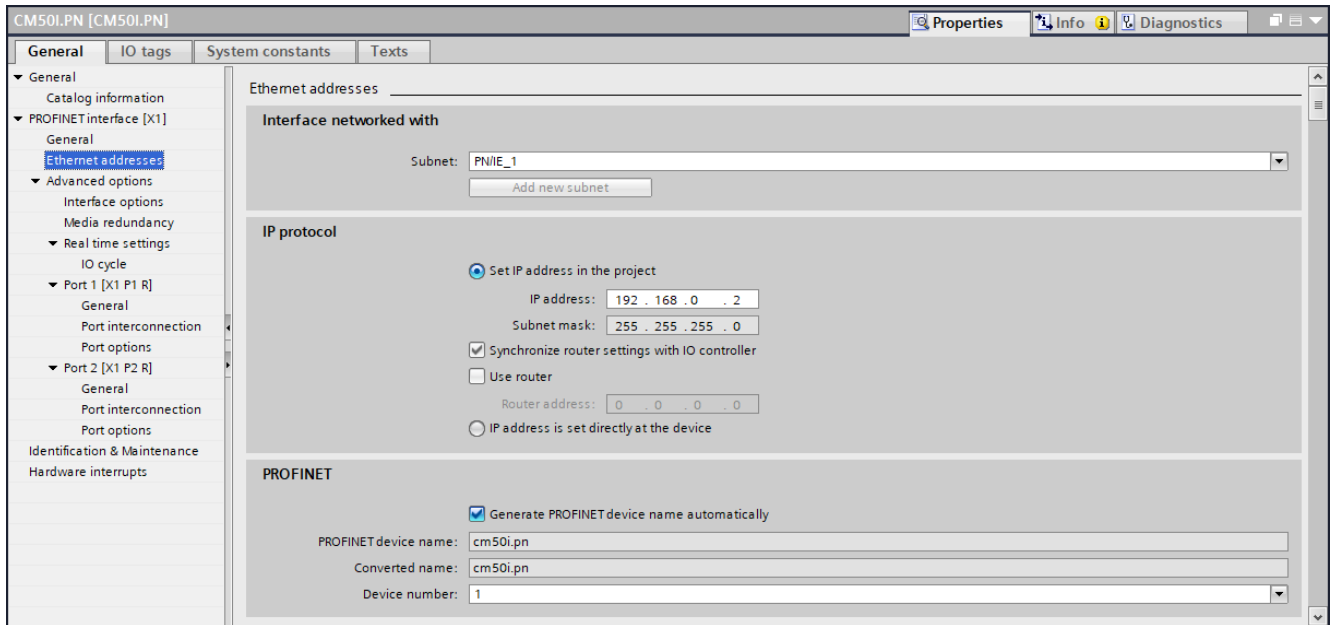 CM50I.PN [CM50I.PN]
Properties Info Diagnostics
General IO tags System constants Texts
General
Catalog information
PROFINET interface [X1]
General
Ethernet addresses
Advanced options
Interface options
Media redundancy
Real time settings
IO cycle
Port 1 [X1 P1 R]
General
Port interconnection
Port options
Port 2 [X1 P2 R]
General
Port interconnection
Port options
Identification & Maintenance
Hardware interrupts
Ethernet addresses
Interface networked with
Subnet: PN/IE_1
Add new subnet
IP protocol
Set IP address in the project
IP address: 192 . 168 . 0 . 2
Subnet mask: 255 . 255 . 255 . 0
Synchronize router settings with IO controller
Use router
Router address: 0 . 0 . 0 . 0
IP address is set directly at the device
PROFINET
Generate PROFINET device name automatically
PROFINET device name: cm50i.pn
Converted name: cm50i.pn
Device number: 1